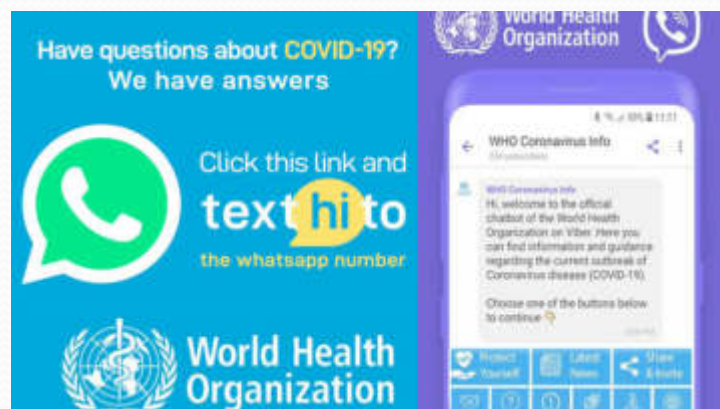 Have questions about COVID-19?
We have answers
Click this link and
text hi to
the whatsapp number
World Health
Organization
World Health
Organization
11:11
WHO Coronavirus Info
WHO Coronavirus Info
Hi, welcome to the official
chatbot of the World Health
Organization on Viber. Here you
can find information and guidance
regarding the current outbreak of
Coronavirus disease (COVID-19).
Choose one of the buttons below
to continue 👇
Protect
Yourself
Latest
News
Share
& Invite